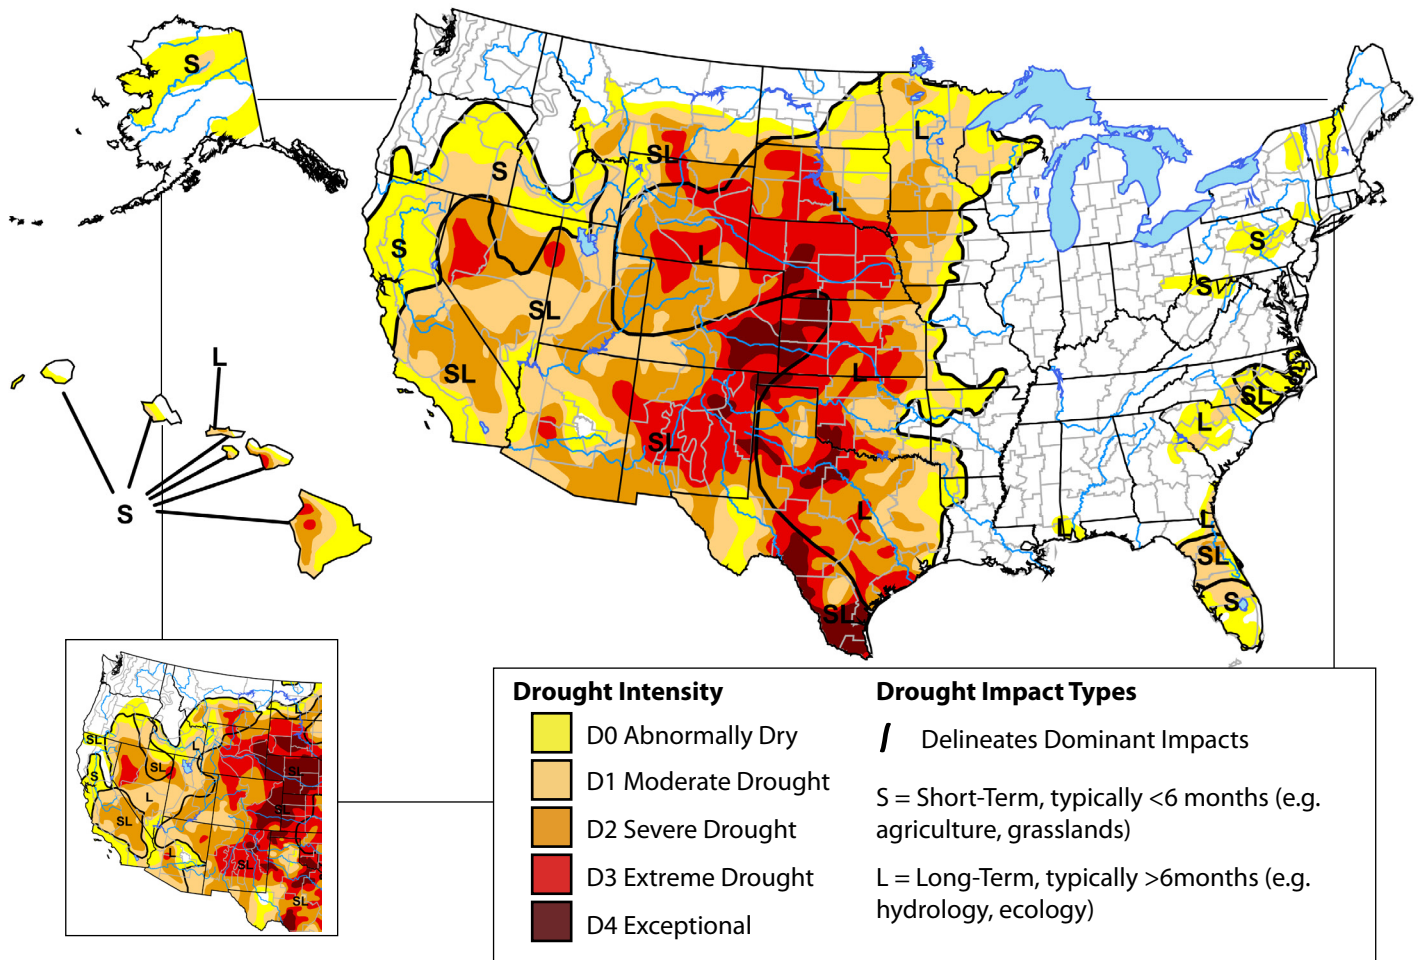 S
L
S
S
S
SL
SL
SL
L
L
L
SL
L
L
SL
S
S
L
SL
L
L
SL
S
SL
S
SL
L
SL
L
L
L
SL
SL
SL
SL
Drought Intensity
D0 Abnormally Dry
D1 Moderate Drought
D2 Severe Drought
D3 Extreme Drought
D4 Exceptional
Drought Impact Types
Delineates Dominant Impacts
S = Short-Term, typically <6 months (e.g.
agriculture, grasslands)
L = Long-Term, typically >6months (e.g.
hydrology, ecology)